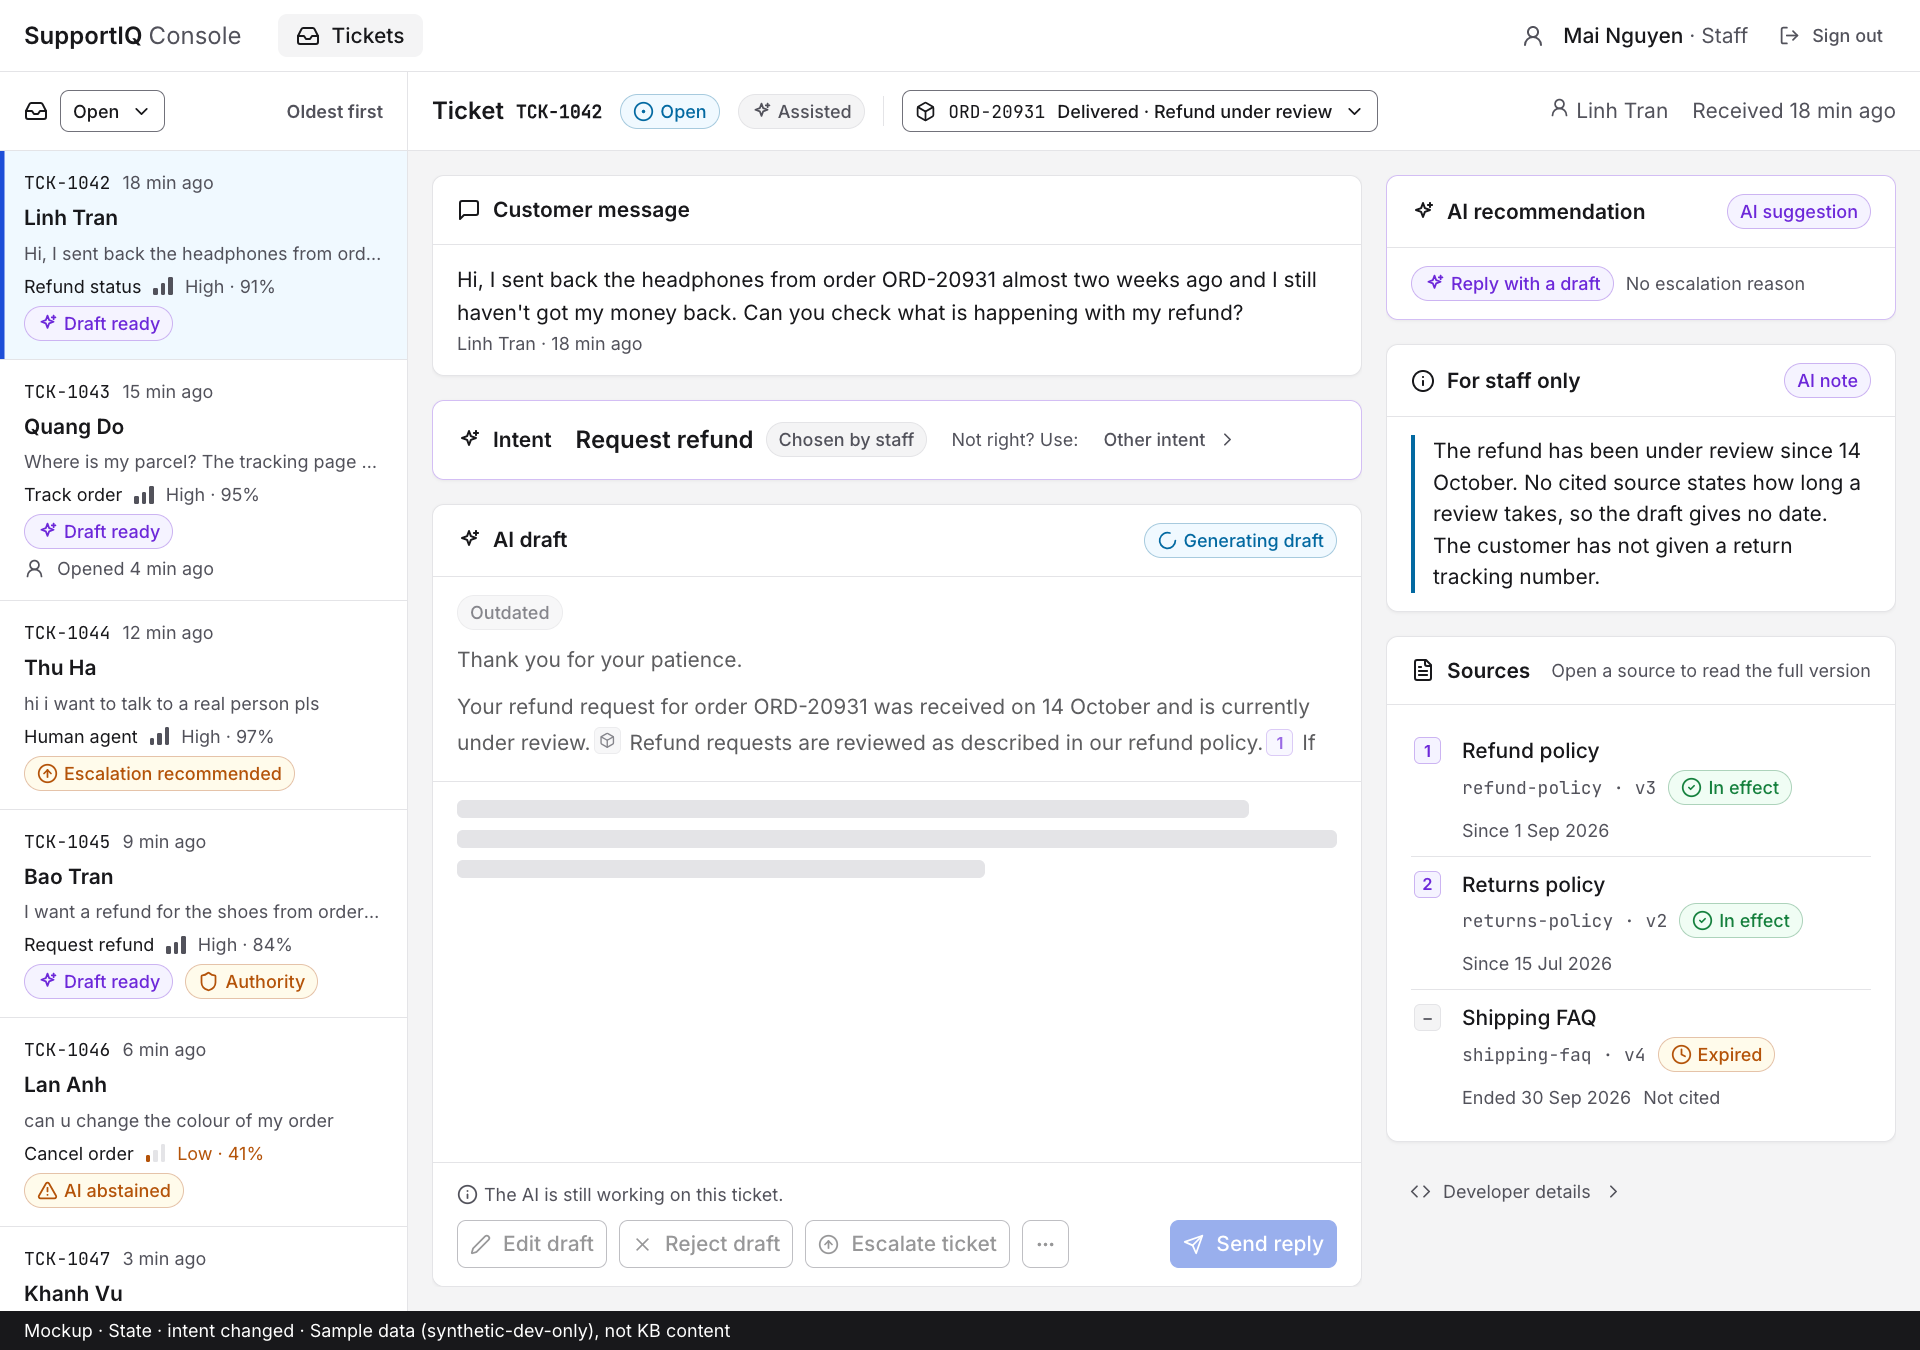 SupportIQ Console
Tickets
Mai Nguyen · Staff
Sign out
Open
Oldest first
Ticket TCK-1042
Open
Assisted
ORD-20931 Delivered · Refund under review
Linh Tran
Received 18 min ago
TCK-1042 18 min ago
Linh Tran
Hi, I sent back the headphones from ord...
Refund status High · 91%
Draft ready
TCK-1043 15 min ago
Quang Do
Where is my parcel? The tracking page ...
Track order High · 95%
Draft ready
Opened 4 min ago
TCK-1044 12 min ago
Thu Ha
hi i want to talk to a real person pls
Human agent High · 97%
Escalation recommended
TCK-1045 9 min ago
Bao Tran
I want a refund for the shoes from order...
Request refund High · 84%
Draft ready Authority
TCK-1046 6 min ago
Lan Anh
can u change the colour of my order
Cancel order Low · 41%
AI abstained
TCK-1047 3 min ago
Khanh Vu
Customer message
Hi, I sent back the headphones from order ORD-20931 almost two weeks ago and I still
haven't got my money back. Can you check what is happening with my refund?
Linh Tran · 18 min ago
Intent Request refund Chosen by staff Not right? Use: Other intent
AI draft
Generating draft
Outdated
Thank you for your patience.
Your refund request for order ORD-20931 was received on 14 October and is currently
under review. Refund requests are reviewed as described in our refund policy. 1 If
The AI is still working on this ticket.
Edit draft
Reject draft
Escalate ticket
...
Send reply
AI recommendation
AI suggestion
Reply with a draft No escalation reason
For staff only
AI note
The refund has been under review since 14
October. No cited source states how long a
review takes, so the draft gives no date.
The customer has not given a return
tracking number.
Sources Open a source to read the full version
1 Refund policy
refund-policy · v3 In effect
Since 1 Sep 2026
2 Returns policy
returns-policy · v2 In effect
Since 15 Jul 2026
– Shipping FAQ
shipping-faq · v4 Expired
Ended 30 Sep 2026 Not cited
Developer details
Mockup · State · intent changed · Sample data (synthetic-dev-only), not KB content